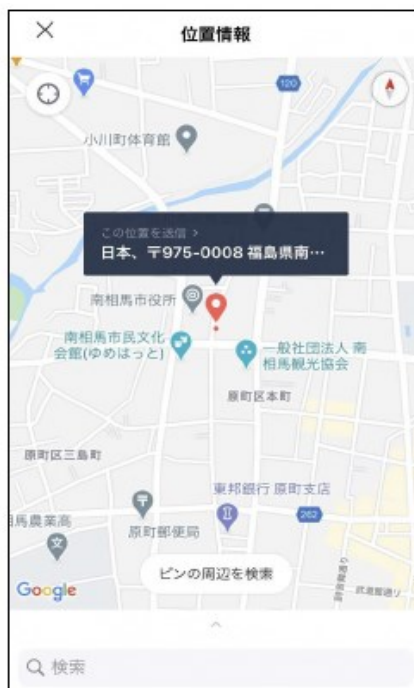 位置情報
120
小川町体育館
この位置を送信 >
日本、〒975-0008 福島県南…
南相馬市役所
南相馬市民文化
会館(ゆめはっと)
一般社団法人 南
相馬観光協会
原町区本町
原町区三島町
東邦銀行 原町支店
262
馬農業高
原町郵便局
ピンの周辺を検索
Google
検索